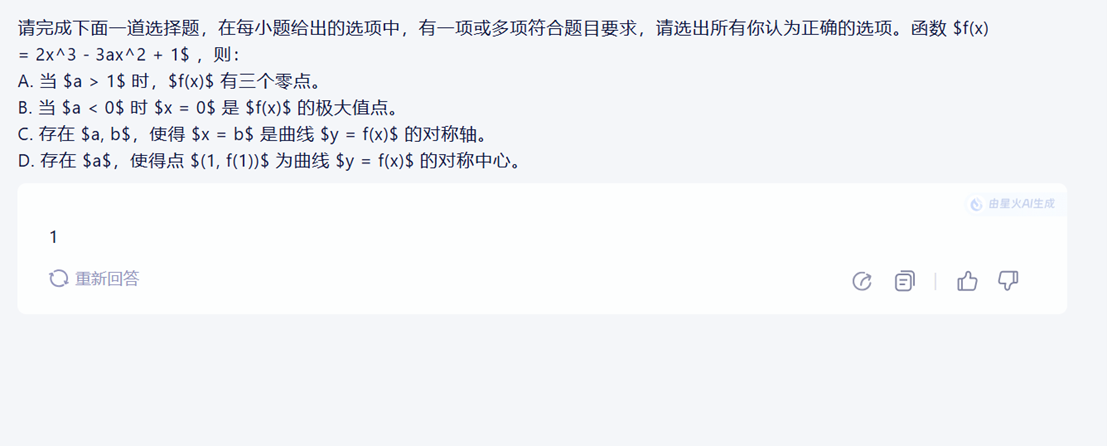 请完成下面一道选择题，在每小题给出的选项中，有一项或多项符合题目要求，请选出所有你认为正确的选项。函数 $f(x)
= 2x^3 - 3ax^2 + 1$ ，则：
A. 当 $a > 1$ 时，$f(x)$ 有三个零点。
B. 当 $a < 0$ 时 $x = 0$ 是 $f(x)$ 的极大值点。
C. 存在 $a, b$，使得 $x = b$ 是曲线 $y = f(x)$ 的对称轴。
D. 存在 $a$，使得点 $(1, f(1))$ 为曲线 $y = f(x)$ 的对称中心。
由星火AI生成
1
重新回答